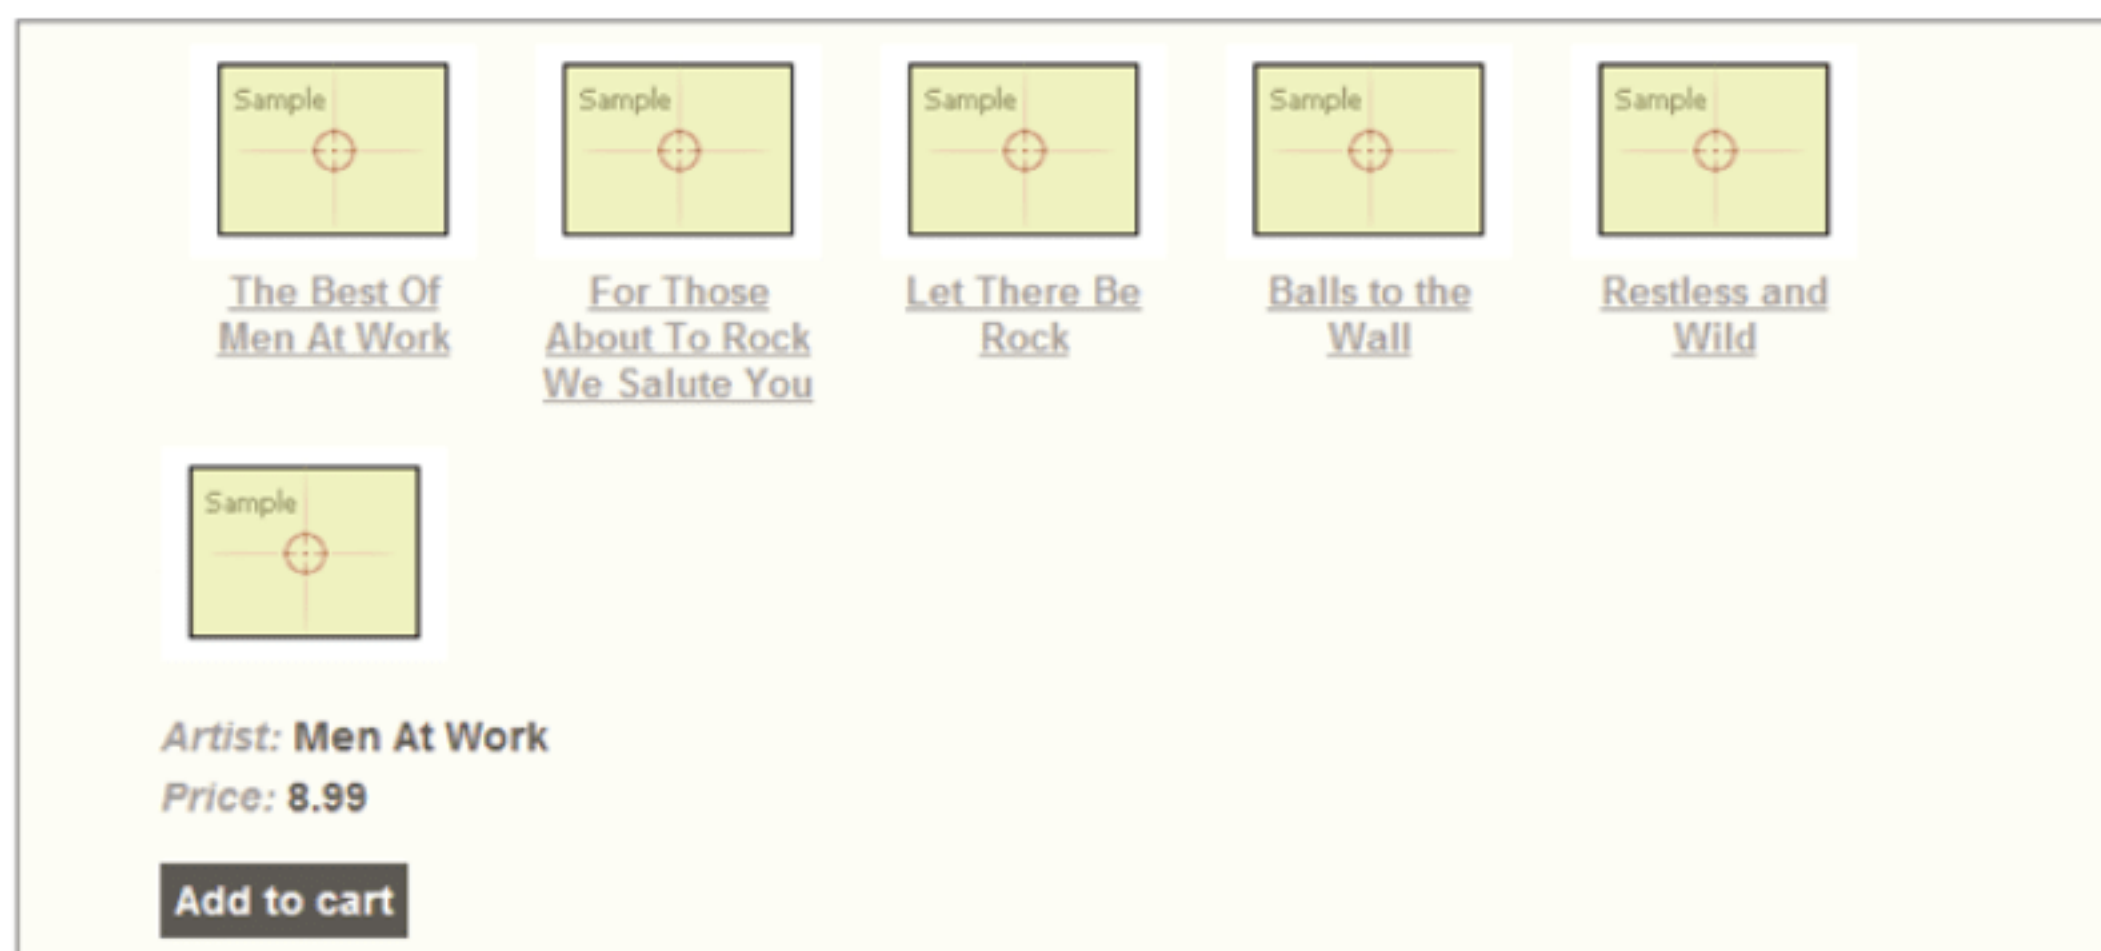 Sample Sample Sample Sample Sample
The Best Of
Men At Work
For Those
About To Rock
We Salute You
Let There Be
Rock
Balls to the
Wall
Restless and
Wild
Sample
Artist: Men At Work
Price: 8.99
Add to cart